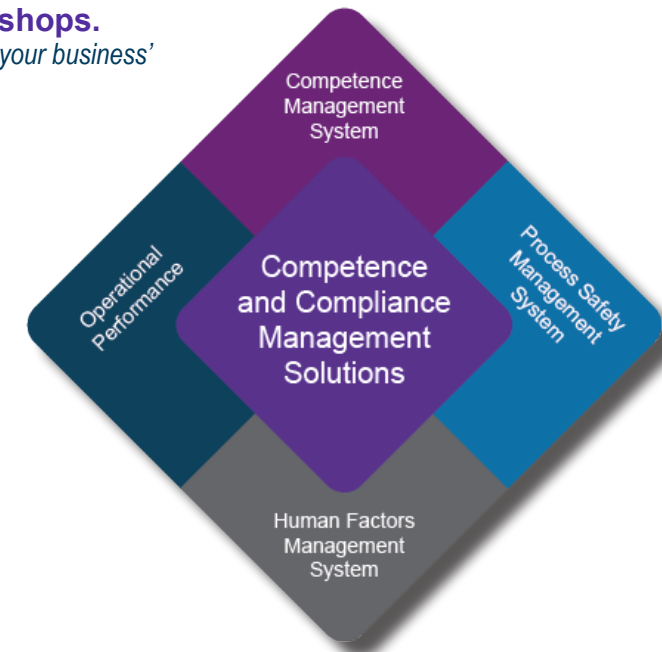 shops.
your business’
Competence
Management
System
Operational
Performance
Competence
and Compliance
Management
Solutions
Process Safety
Management
System
Human Factors
Management
System